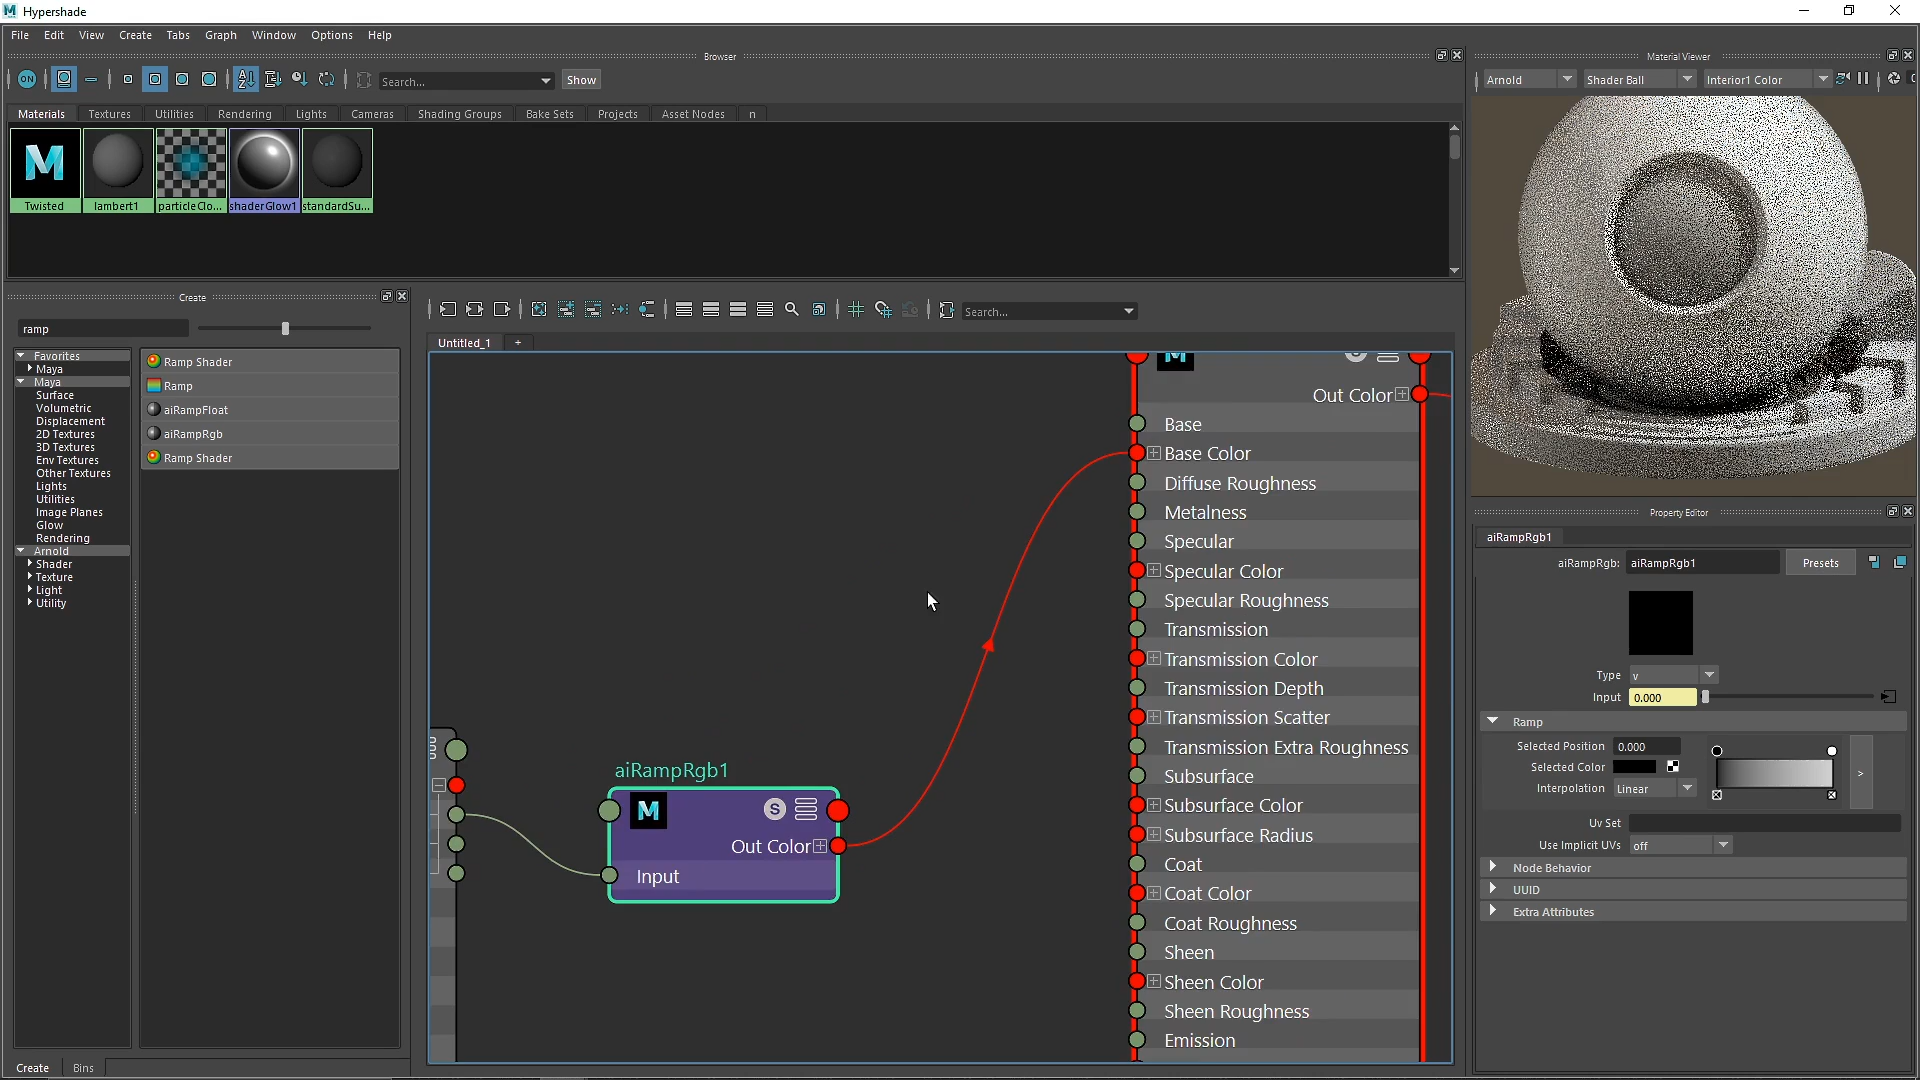 Hypershade
File Edit View Create Tabs Graph Window Options Help
Browser
ON
Search...
Show
Materials Textures Utilities Rendering Lights Cameras Shading Groups Bake Sets Projects Asset Nodes n
Twisted lambert1 particleClo... shaderGlow1 standardSu...
Create
ramp
Favorites
Maya
Maya
Surface
Volumetric
Displacement
2D Textures
3D Textures
Env Textures
Other Textures
Lights
Utilities
Image Planes
Glow
Rendering
Arnold
Shader
Texture
Light
Utility
Ramp Shader
Ramp
aiRampFloat
aiRampRgb
Ramp Shader
Create Bins
Search...
Untitled_1 +
aiRampRgb1
S
Out Color
Input
Out Color
Base
Base Color
Diffuse Roughness
Metalness
Specular
Specular Color
Specular Roughness
Transmission
Transmission Color
Transmission Depth
Transmission Scatter
Transmission Extra Roughness
Subsurface
Subsurface Color
Subsurface Radius
Coat
Coat Color
Coat Roughness
Sheen
Sheen Color
Sheen Roughness
Emission
Material Viewer
Arnold Shader Ball Interior1 Color
Property Editor
aiRampRgb1
aiRampRgb: aiRampRgb1 Presets
Type v
Input 0.000
Ramp
Selected Position 0.000
Selected Color
Interpolation Linear
>
Uv Set
Use Implicit UVs off
Node Behavior
UUID
Extra Attributes